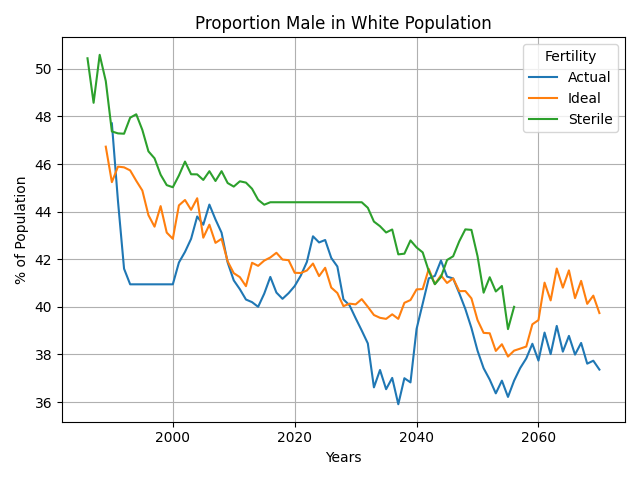 Proportion Male in White Population
Fertility
Actual
Ideal
Sterile
% of Population
50
48
46
44
42
40
38
36
2000
2020
2040
2060
Years